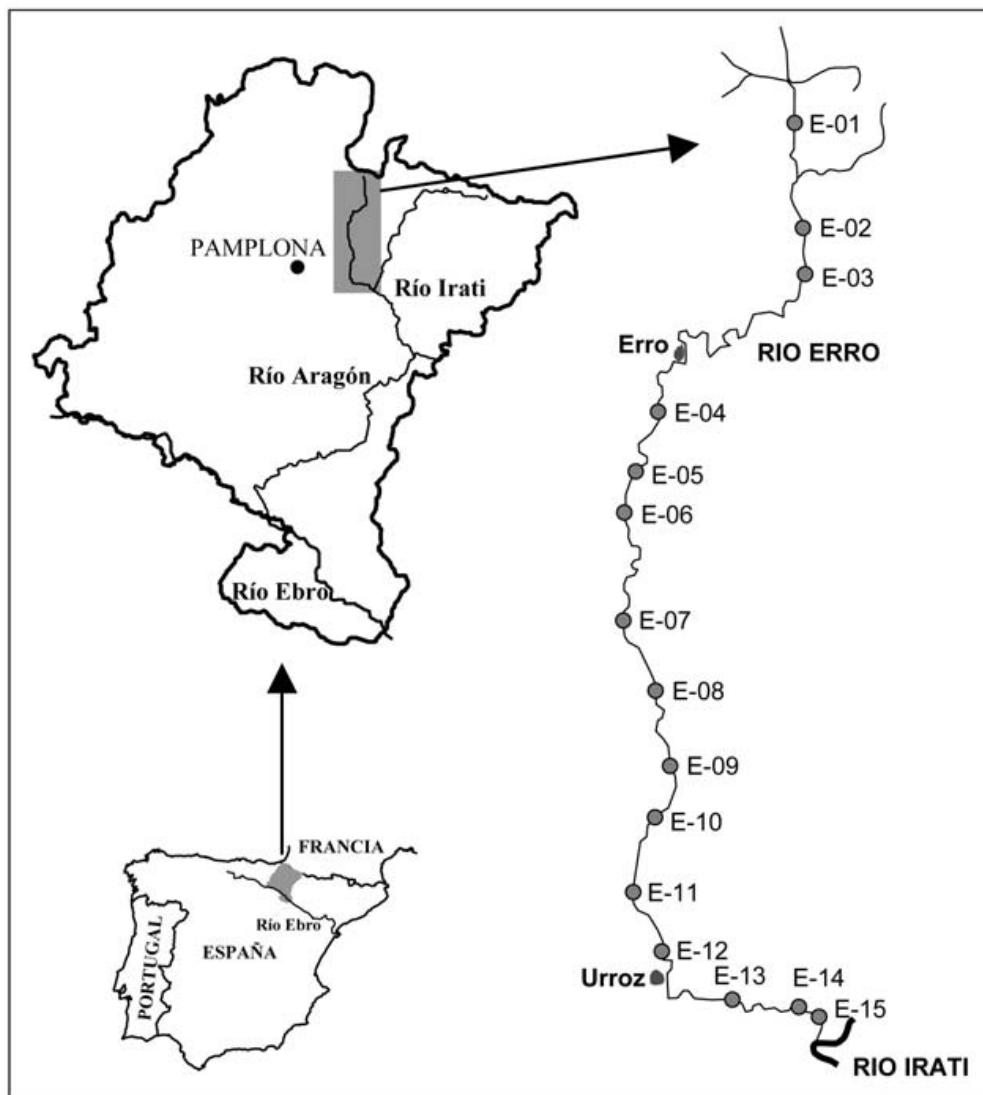 PAMPLONA
Río Irati
Río Aragón
Río Ebro
FRANCIA
Río Ebro
ESPAÑA
PORTUGAL
E-01
E-02
E-03
Erro
RIO ERRO
E-04
E-05
E-06
E-07
E-08
E-09
E-10
E-11
E-12
Urroz
E-13
E-14
E-15
RIO IRATI